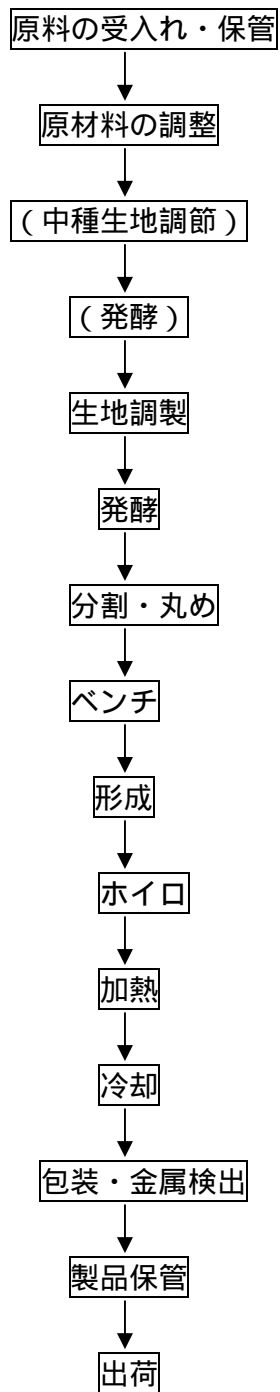 原料の受入れ・保管
原材料の調整
(中種生地調節)
(発酵)
生地調製
発酵
分割・丸め
ベンチ
形成
ホイロ
加熱
冷却
包装・金属検出
製品保管
出荷